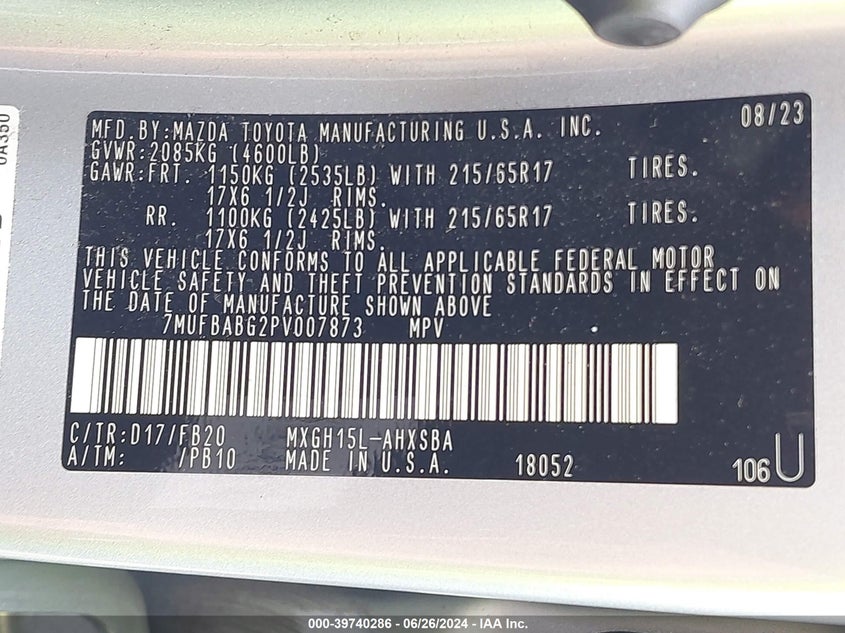 MFD.BY:MAZDA TOYOTA MANUFACTURING U.S.A. INC. 08/23
GVWR:2085KG (4600LB)
GAWR:FRT. 1150KG (2535LB) WITH 215/65R17 TIRES.
17X6 1/2J RIMS.
RR. 1100KG (2425LB) WITH 215/65R17 TIRES.
17X6 1/2J RIMS.
THIS VEHICLE CONFORMS TO ALL APPLICABLE FEDERAL MOTOR
VEHICLE SAFETY AND THEFT PREVENTION STANDARDS IN EFFECT ON
THE DATE OF MANUFACTURE SHOWN ABOVE
7MUFBABG2PV007873 MPV
C/TR:D17/FB20 MXGH15L-AHXSBA
A/TM: /PB10 MADE IN U.S.A. 18052 106U
0A350
000-39740286 - 06/26/2024 - IAA Inc.